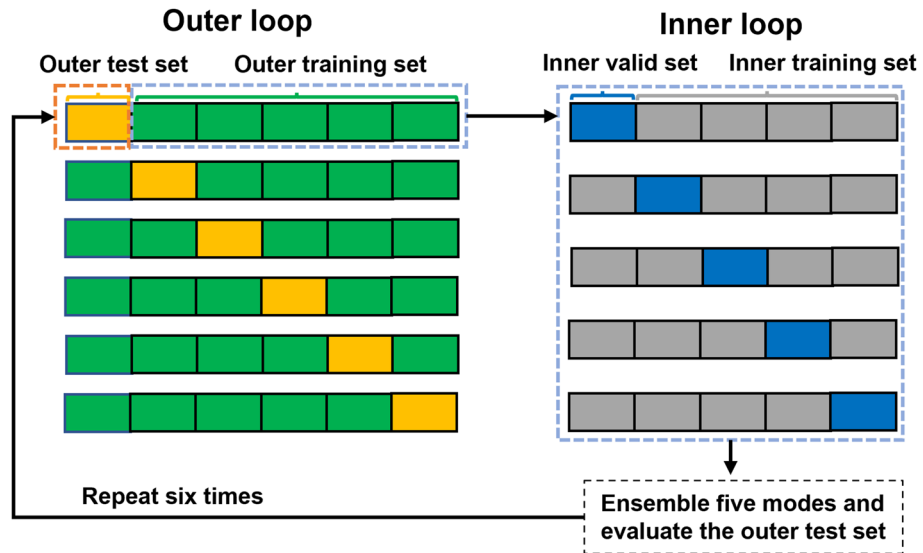 Outer loop
Inner loop
Outer test set
Outer training set
Inner valid set
Inner training set
Repeat six times
Ensemble five modes and
evaluate the outer test set